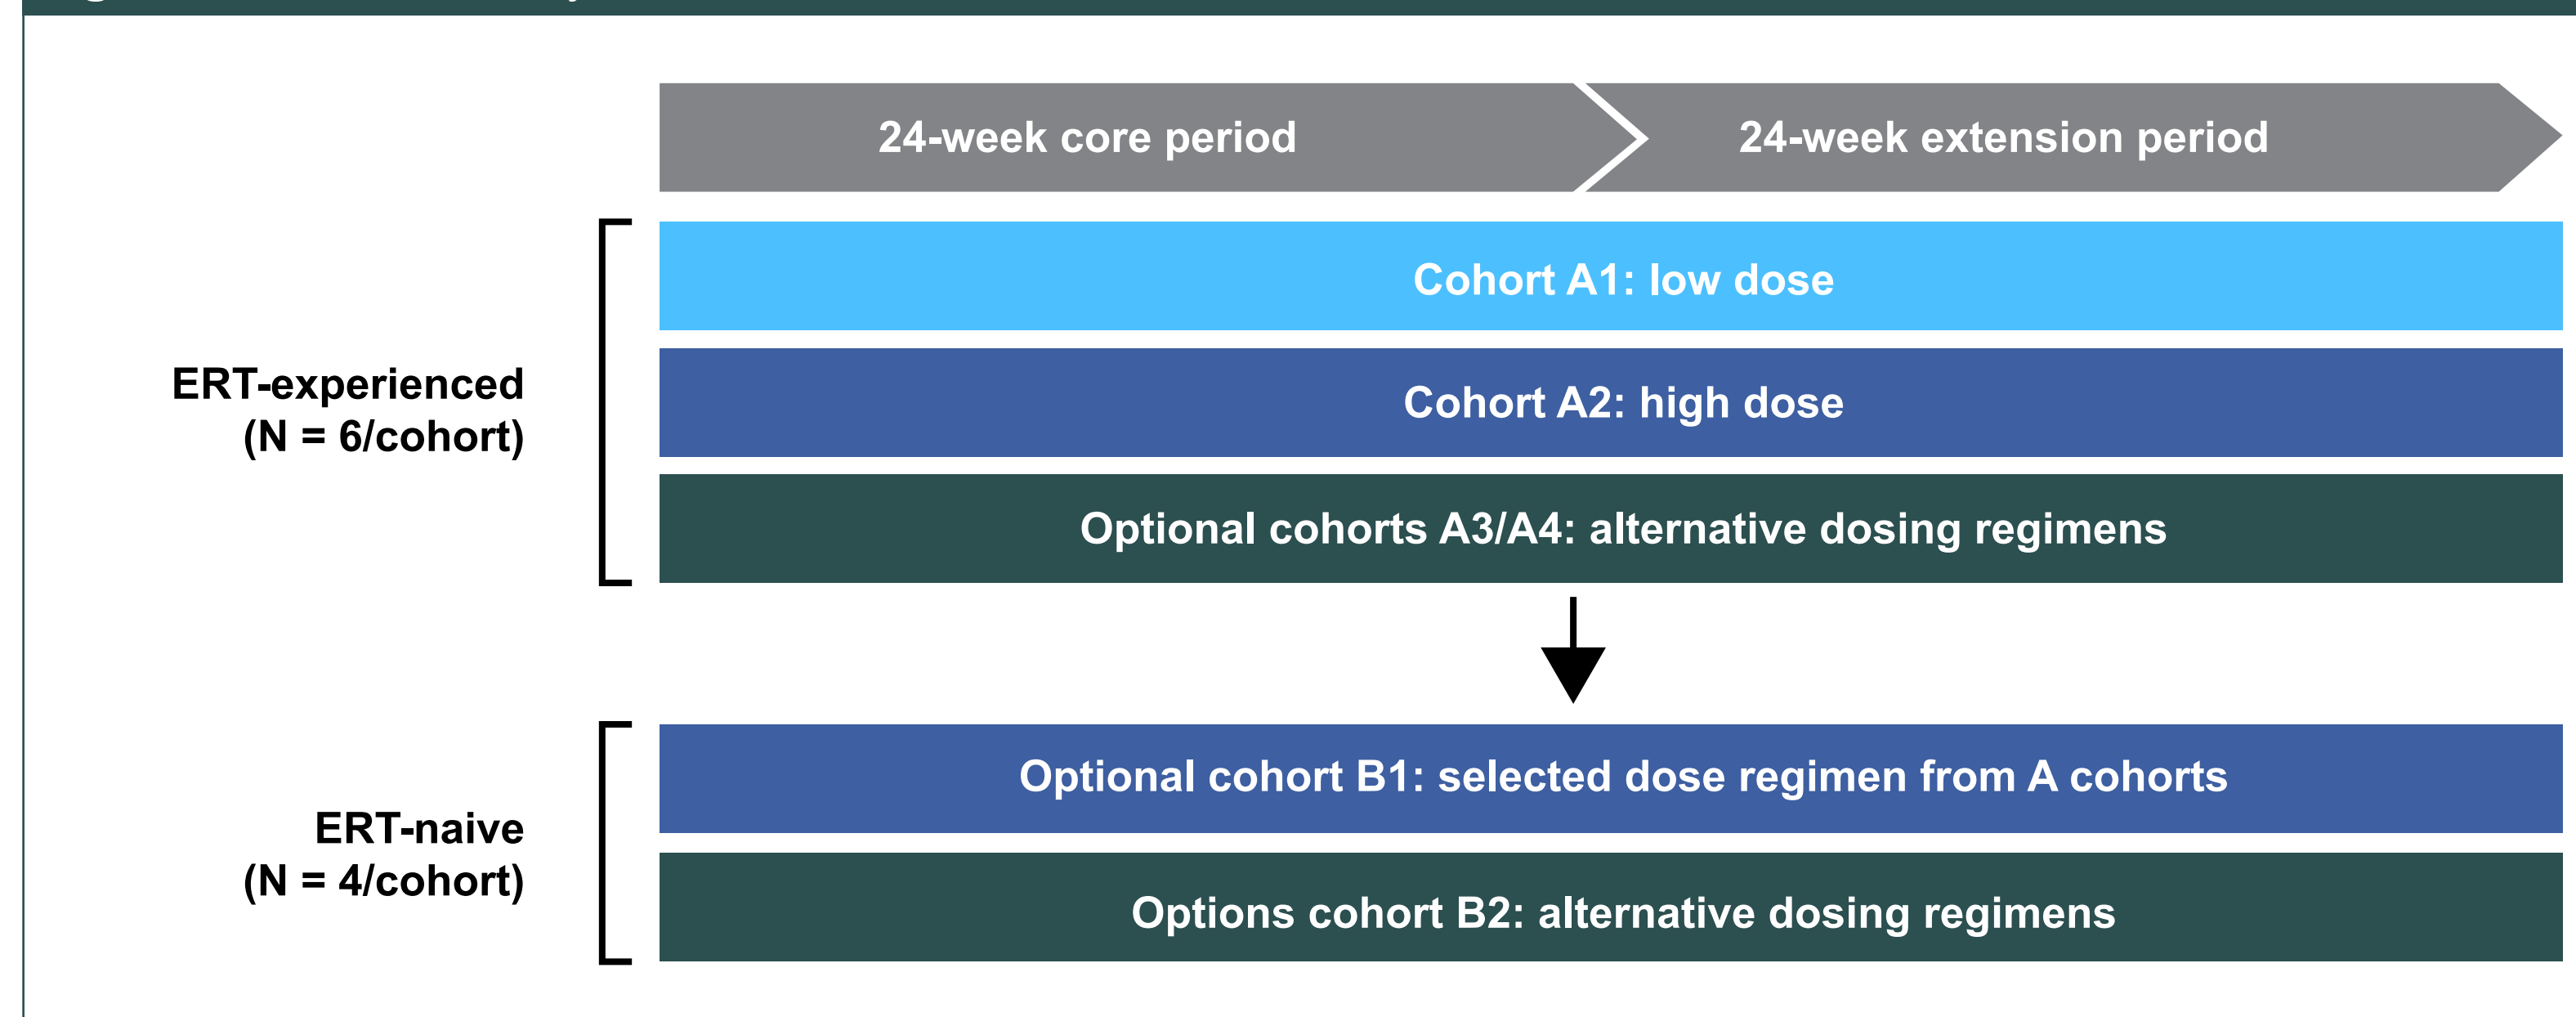 24-week core period
24-week extension period
Cohort A1: low dose
ERT-experienced
(N = 6/cohort)
Cohort A2: high dose
Optional cohorts A3/A4: alternative dosing regimens
Optional cohort B1: selected dose regimen from A cohorts
ERT-naive
(N = 4/cohort)
Options cohort B2: alternative dosing regimens